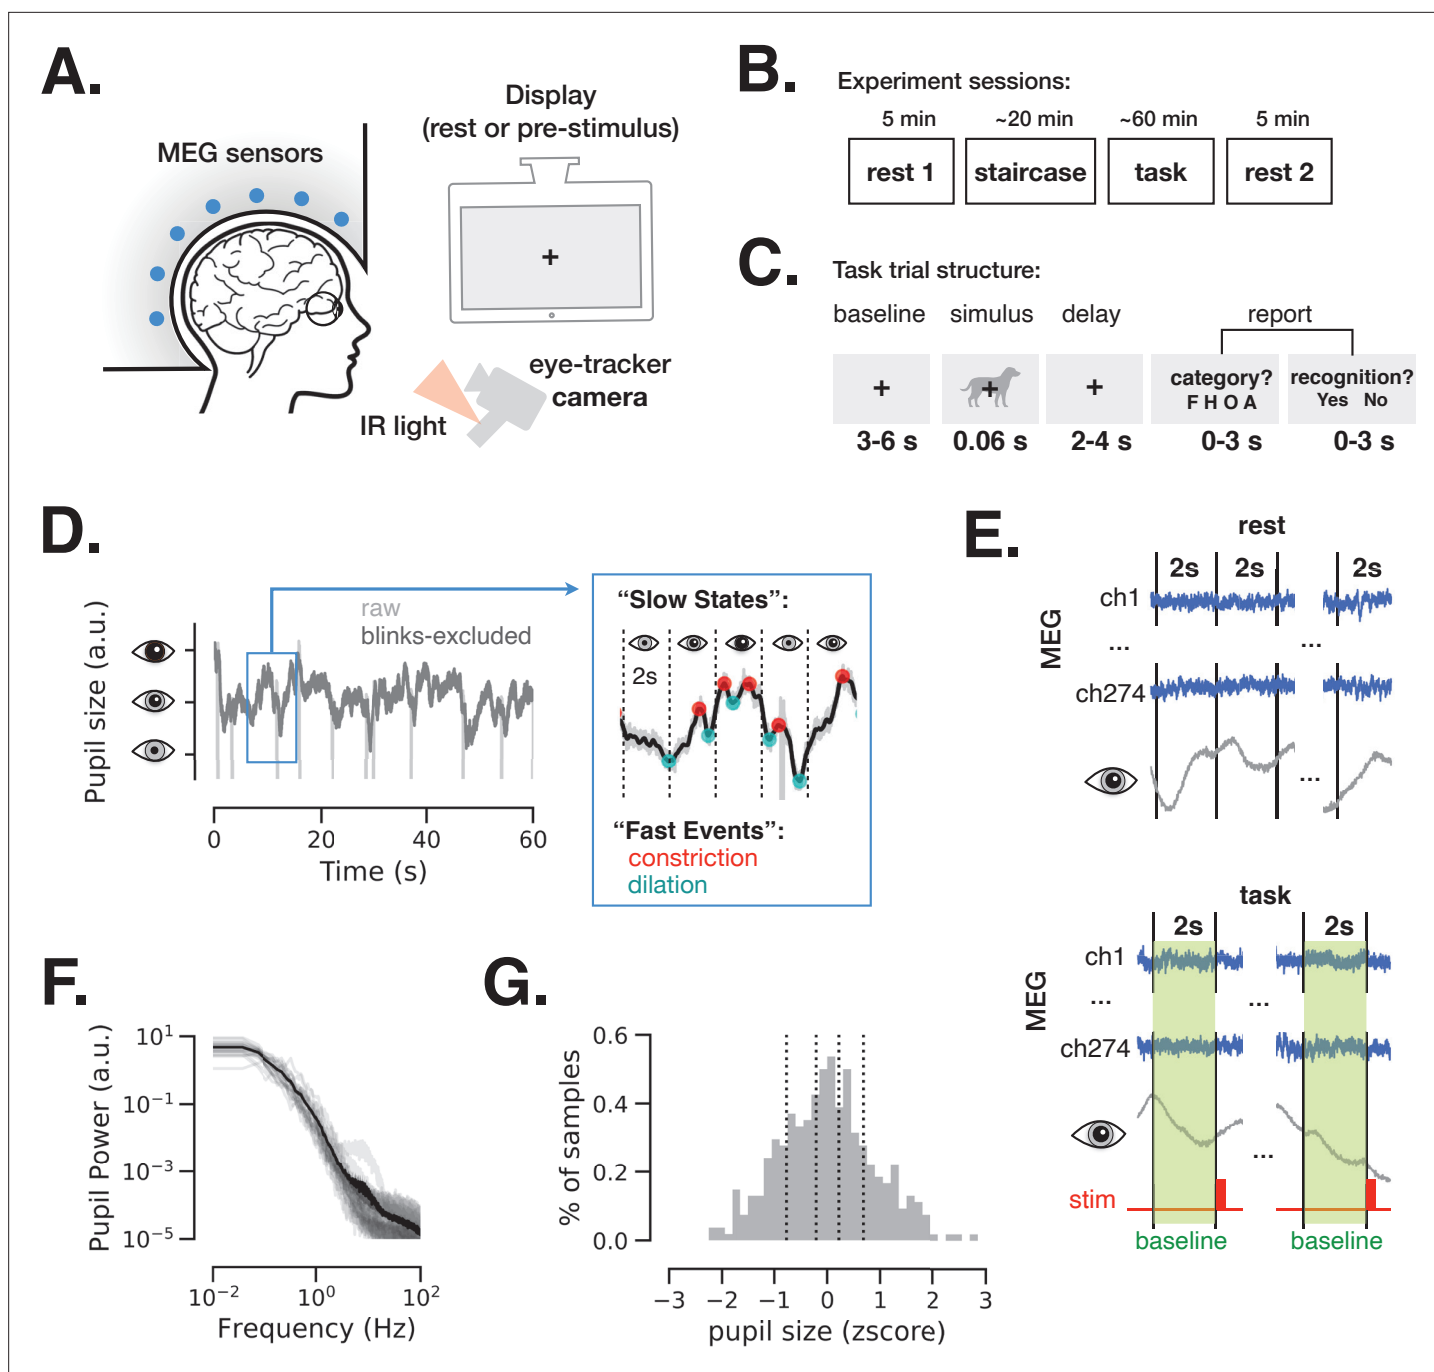 A.
MEG sensors
Display
(rest or pre-stimulus)
+
eye-tracker
camera
IR light
B.
Experiment sessions:
5 min
~20 min
~60 min
5 min
rest 1
staircase
task
rest 2
C.
Task trial structure:
baseline
simulus
delay
report
+
+
+
category?
F H O A
recognition?
Yes No
3-6 s
0.06 s
2-4 s
0-3 s
0-3 s
D.
Pupil size (a.u.)
raw
blinks-excluded
0
20
40
60
Time (s)
“Slow States”:
2s
“Fast Events”:
constriction
dilation
E.
rest
2s
2s
2s
MEG
ch1
...
...
ch274
...
task
2s
2s
MEG
ch1
...
...
ch274
...
stim
baseline
baseline
F.
Pupil Power (a.u.)
10¹
10⁻¹
10⁻³
10⁻⁵
10⁻²
10⁰
10²
Frequency (Hz)
G.
% of samples
0.6
0.4
0.2
0.0
−3
−2
−1
0
1
2
3
pupil size (zscore)